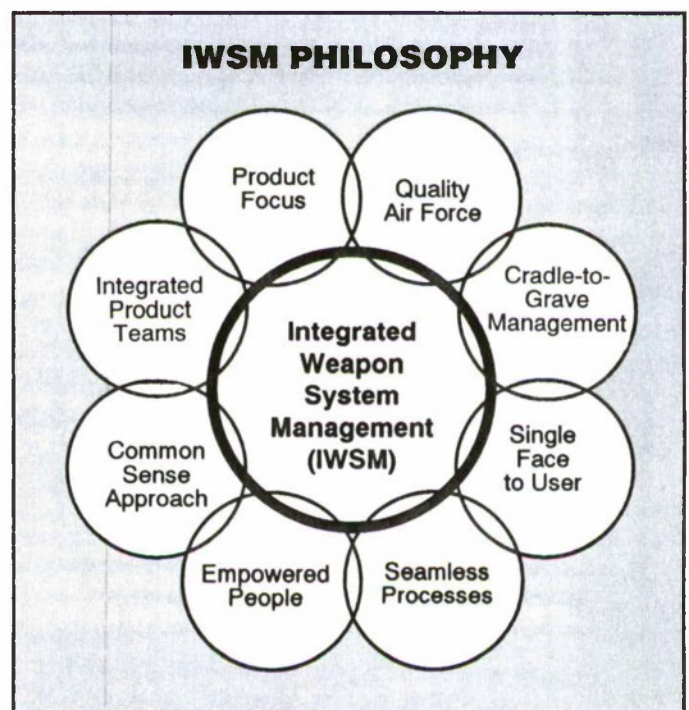 IWSM PHILOSOPHY
Product
Focus
Quality
Air Force
Cradle-to-
Grave
Management
Single
Face
to User
Seamless
Processes
Empowered
People
Common
Sense
Approach
Integrated
Product
Teams
Integrated
Weapon
System
Management
(IWSM)